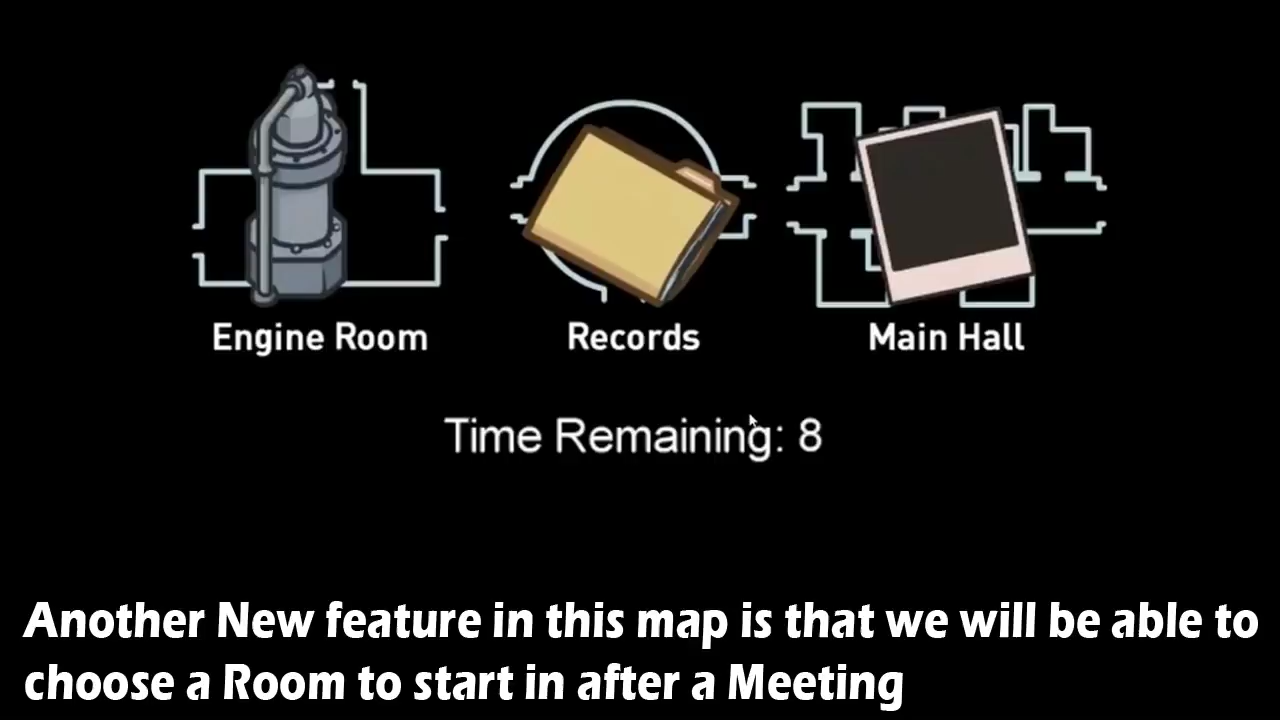 Engine Room
Records
Main Hall
Time Remaining: 8
Another New feature in this map is that we will be able to
choose a Room to start in after a Meeting